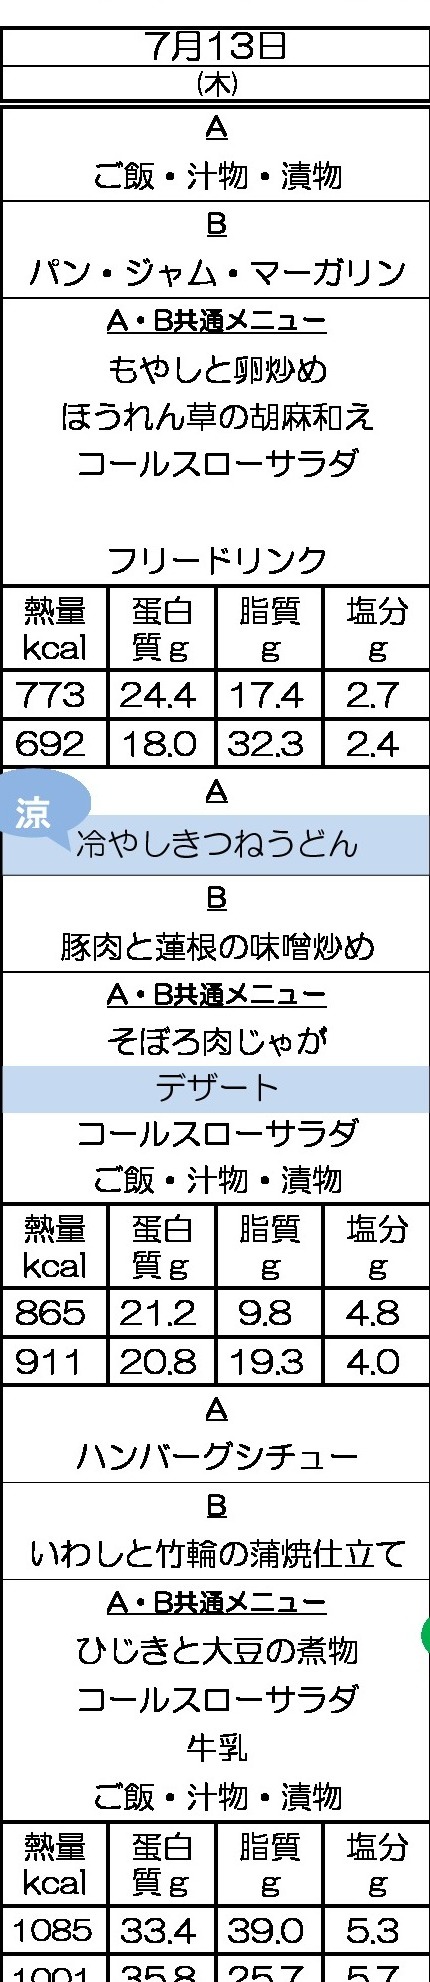 7月13日
(木)
A
ご飯・汁物・漬物
B
パン・ジャム・マーガリン
A・B共通メニュー
もやしと卵炒め
ほうれん草の胡麻和え
コールスローサラダ
フリードリンク
熱量 蛋白 脂質 塩分
kcal 質g g g
773 24.4 17.4 2.7
692 18.0 32.3 2.4
A
涼
冷やしきつねうどん
B
豚肉と蓮根の味噌炒め
A・B共通メニュー
そぼろ肉じゃが
デザート
コールスローサラダ
ご飯・汁物・漬物
熱量 蛋白 脂質 塩分
kcal 質g g g
865 21.2 9.8 4.8
911 20.8 19.3 4.0
A
ハンバーグシチュー
B
いわしと竹輪の蒲焼仕立て
A・B共通メニュー
ひじきと大豆の煮物
コールスローサラダ
牛乳
ご飯・汁物・漬物
熱量 蛋白 脂質 塩分
kcal 質g g g
1085 33.4 39.0 5.3
1001 35.8 25.7 5.7